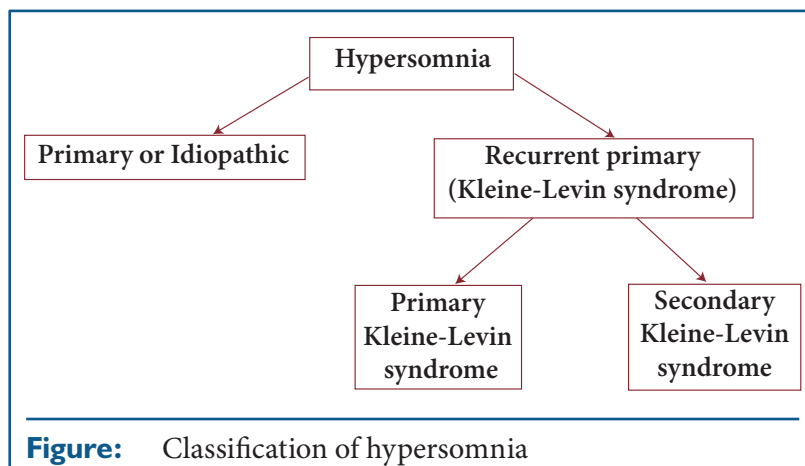 Hypersomnia
Primary or Idiopathic
Recurrent primary
(Kleine-Levin syndrome)
Primary
Kleine-Levin
syndrome
Secondary
Kleine-Levin
syndrome
Figure: Classification of hypersomnia